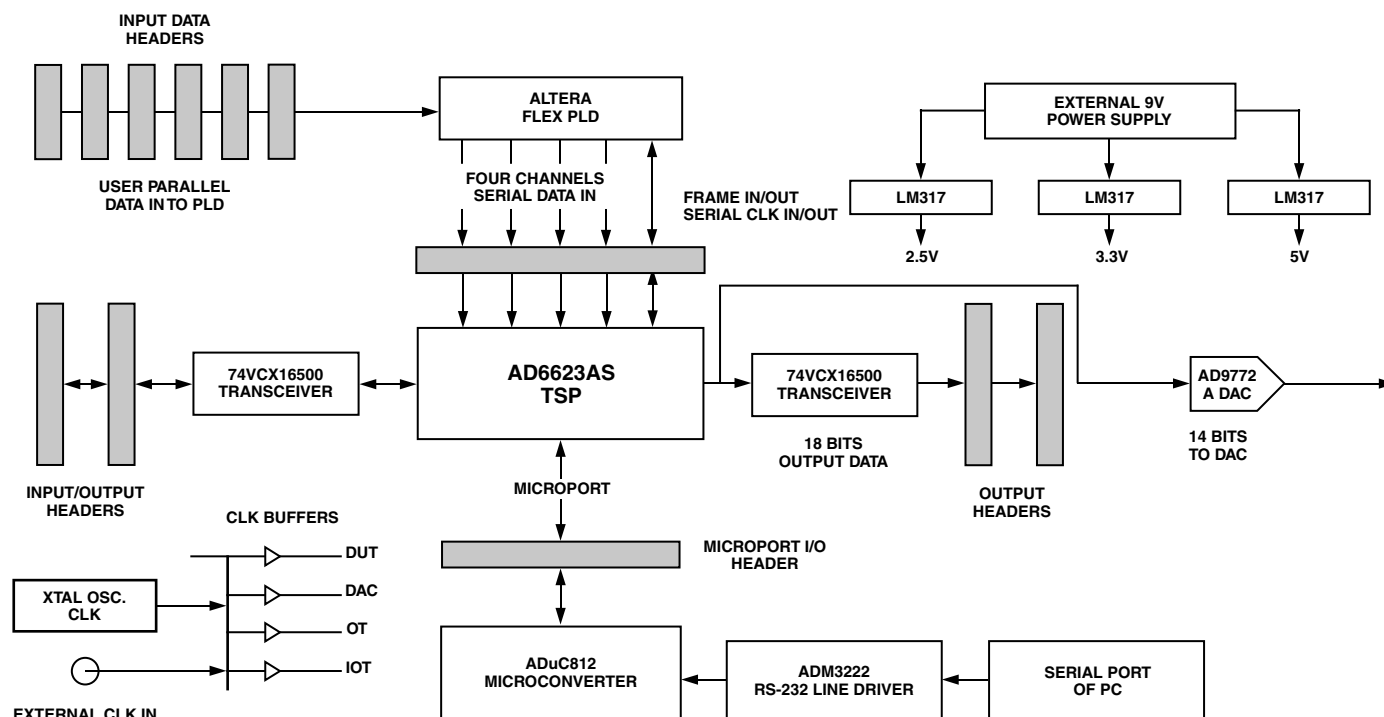 INPUT DATA
HEADERS
ALTERA
FLEX PLD
EXTERNAL 9V
POWER SUPPLY
USER PARALLEL
DATA IN TO PLD
FOUR CHANNELS
SERIAL DATA IN
FRAME IN/OUT
SERIAL CLK IN/OUT
LM317
LM317
LM317
2.5V
3.3V
5V
74VCX16500
TRANSCEIVER
AD6623AS
TSP
74VCX16500
TRANSCEIVER
AD9772
A DAC
18 BITS
OUTPUT DATA
14 BITS
TO DAC
INPUT/OUTPUT
HEADERS
MICROPORT
OUTPUT
HEADERS
CLK BUFFERS
DUT
DAC
OT
IOT
MICROPORT I/O
HEADER
XTAL OSC.
CLK
ADuC812
MICROCONVERTER
ADM3222
RS-232 LINE DRIVER
SERIAL PORT
OF PC
EXTERNAL CLK IN